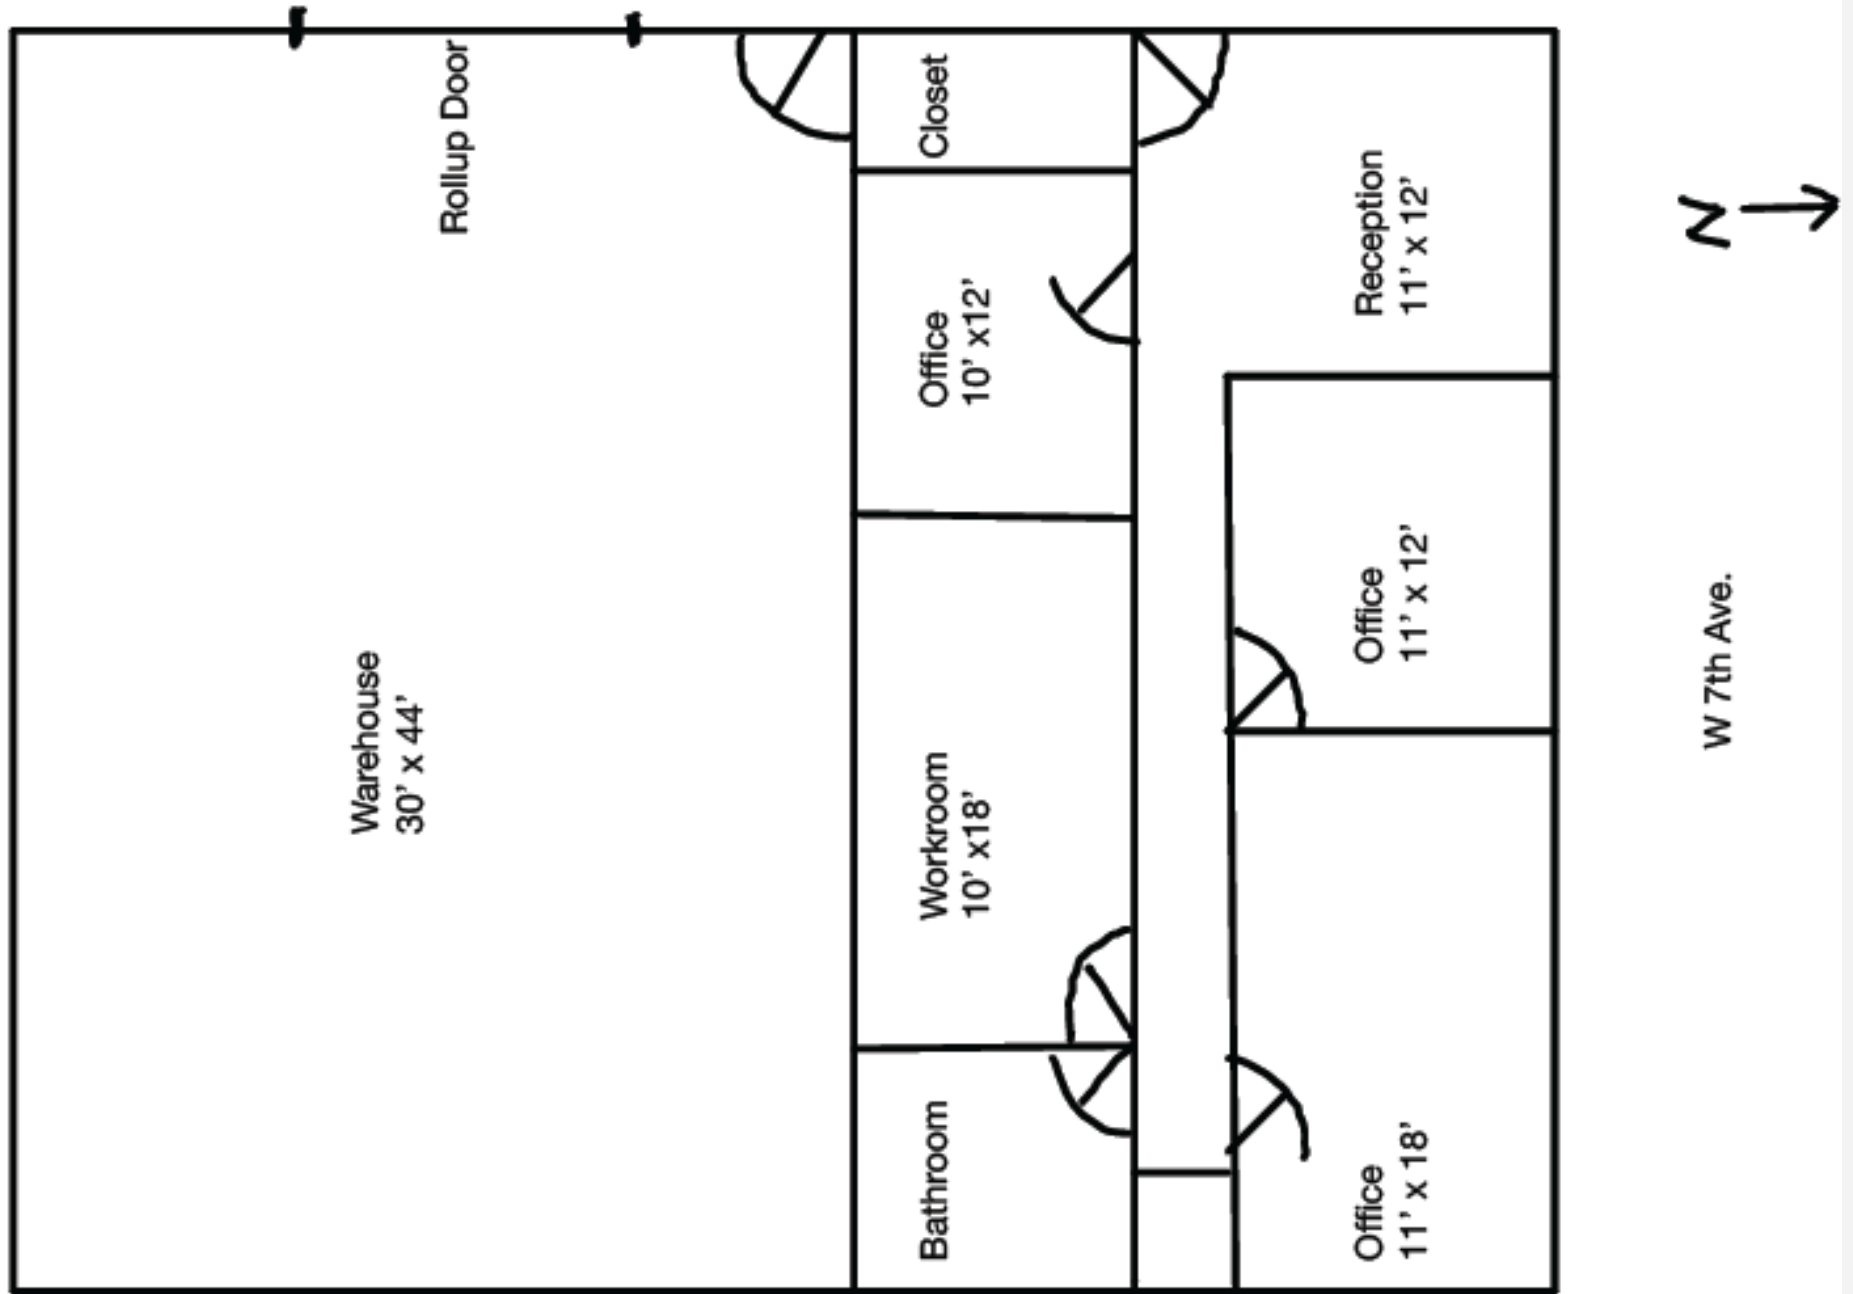 Rollup Door
Warehouse
30’ x 44’
Closet
Office
10’ x12’
Workroom
10’ x18’
Bathroom
Reception
11’ x 12’
Office
11’ x 12’
Office
11’ x 18’
N
W 7th Ave.